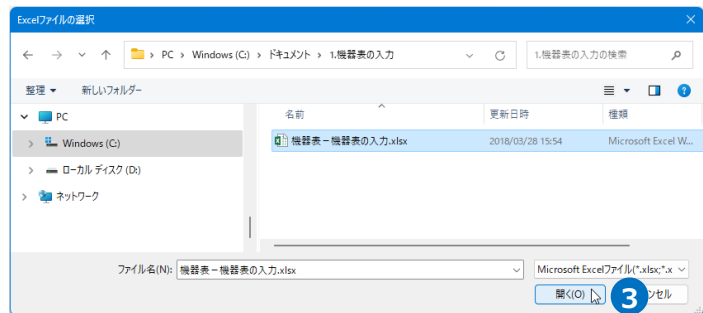 Excelファイルの選択
PC › Windows (C:) › ドキュメント › 1.機器表の入力
1.機器表の入力の検索
整理 新しいフォルダー
名前 更新日時 種類
PC
Windows (C:)
機器表－機器表の入力.xlsx 2018/03/28 15:54 Microsoft Excel W...
ローカル ディスク (D:)
ネットワーク
ファイル名(N): 機器表－機器表の入力.xlsx Microsoft Excelファイル(*.xlsx;*.x
開く(O) 3 ンセル